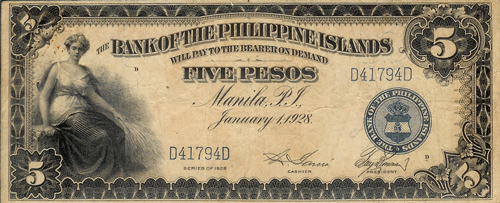 5
5
THE BANK OF THE PHILIPPINE ISLANDS
WILL PAY TO THE BEARER ON DEMAND
D
FIVE PESOS
D41794D
Manila, P.I.,
January 1, 1928.
THE BANK OF THE PHILIPPINE ISLANDS
D41794D
D
SERIES OF 1928
CASHIER
PRESIDENT
5
5